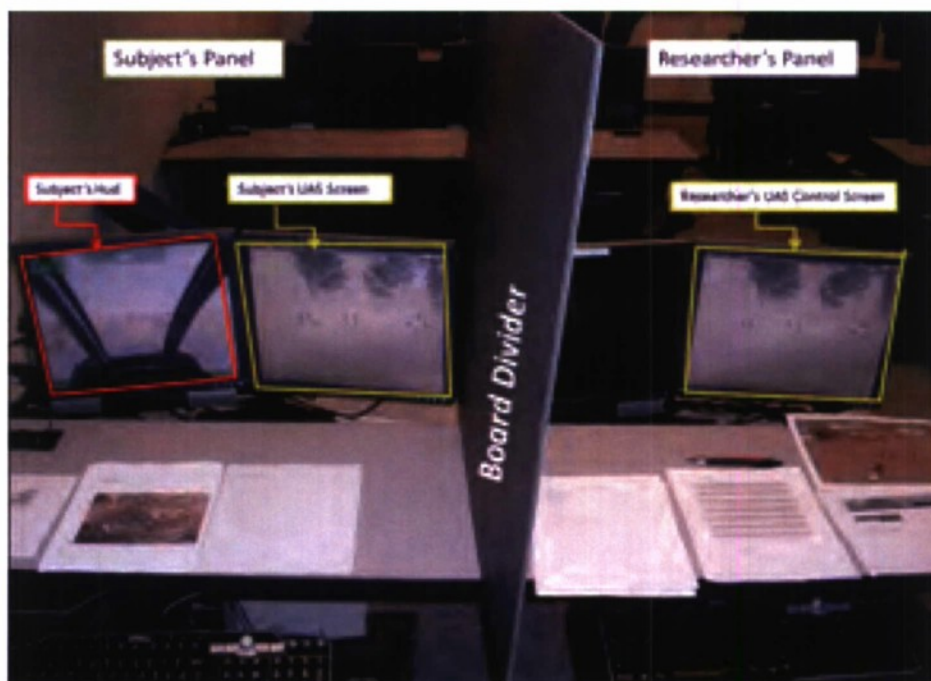 Subject's Panel
Researcher's Panel
Subject's Hud
Subject's UAS Screen
Researcher's UAS Control Screen
Board Divider